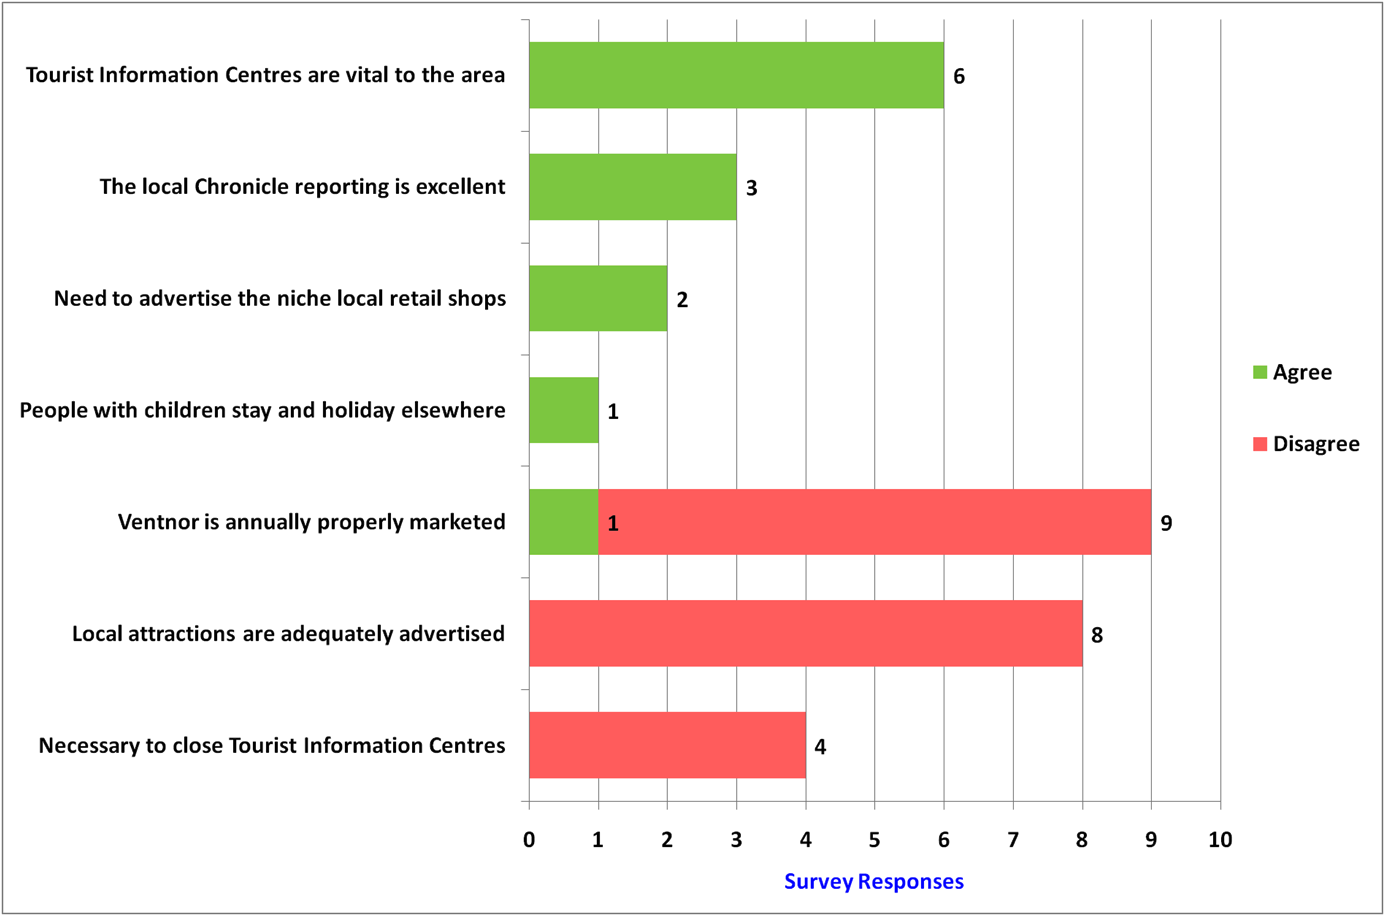 Tourist Information Centres are vital to the area
6
The local Chronicle reporting is excellent
3
Need to advertise the niche local retail shops
2
People with children stay and holiday elsewhere
1
Ventnor is annually properly marketed
1
9
Local attractions are adequately advertised
8
Necessary to close Tourist Information Centres
4
0 1 2 3 4 5 6 7 8 9 10
Survey Responses
Agree
Disagree